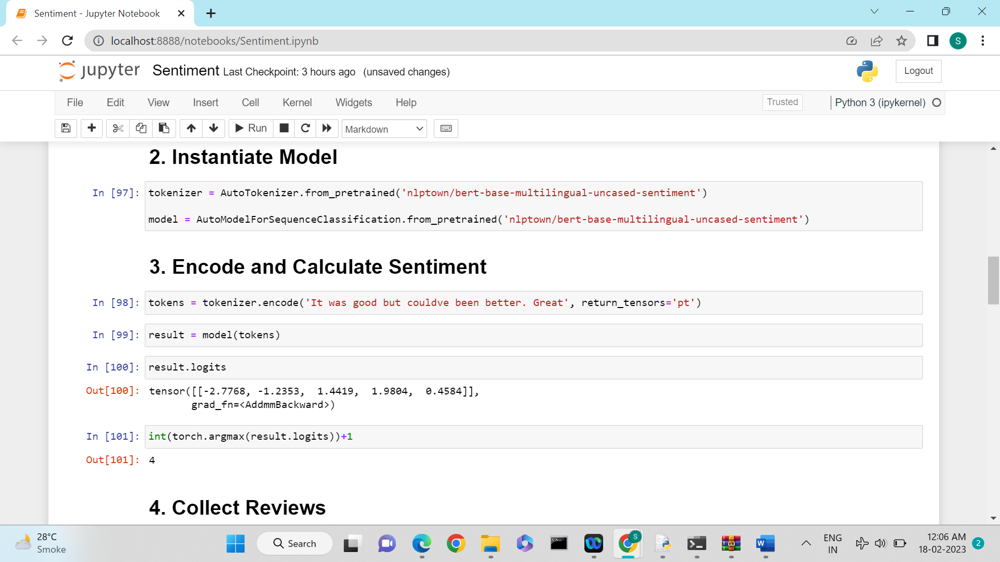 Sentiment - Jupyter Notebook
localhost:8888/notebooks/Sentiment.ipynb
S
jupyter Sentiment Last Checkpoint: 3 hours ago (unsaved changes)
Logout
File Edit View Insert Cell Kernel Widgets Help
Trusted
Python 3 (ipykernel)
Run
Markdown
2. Instantiate Model
In [97]: tokenizer = AutoTokenizer.from_pretrained('nlptown/bert-base-multilingual-uncased-sentiment')
model = AutoModelForSequenceClassification.from_pretrained('nlptown/bert-base-multilingual-uncased-sentiment')
3. Encode and Calculate Sentiment
In [98]: tokens = tokenizer.encode('It was good but couldve been better. Great', return_tensors='pt')
In [99]: result = model(tokens)
In [100]: result.logits
Out[100]: tensor([[-2.7768, -1.2353, 1.4419, 1.9804, 0.4584]],
grad_fn=<AddmmBackward>)
In [101]: int(torch.argmax(result.logits))+1
Out[101]: 4
4. Collect Reviews
28°C
Smoke
Search
S
W
ENG
IN
12:06 AM
18-02-2023
2